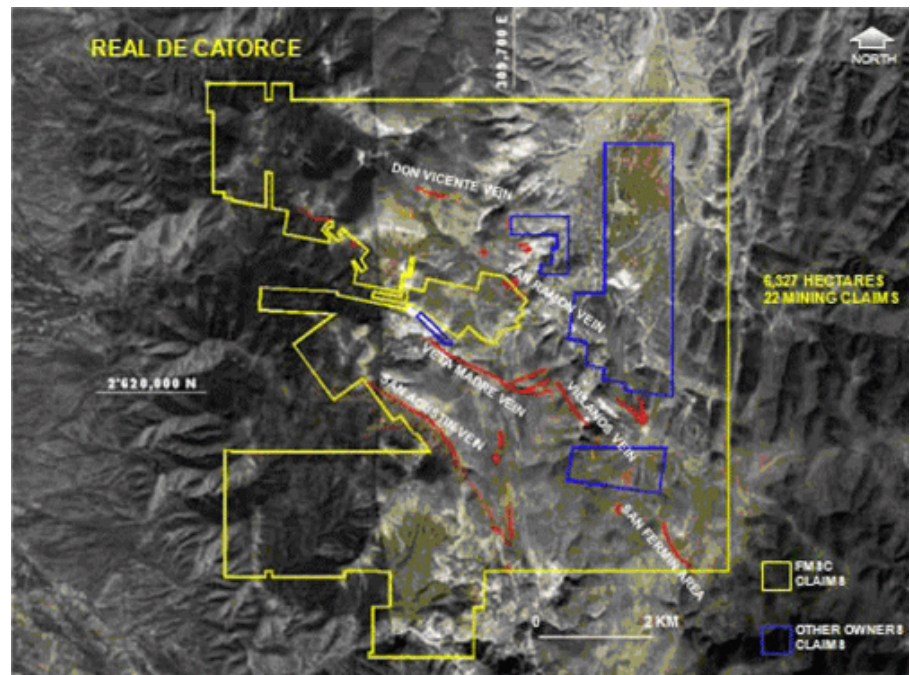 REAL DE CATORCE
NORTH
DON VICENTE VEIN
SAN RAMON VEIN
6,327 HECTARES
22 MINING CLAIMS
2'620,000 N
VETA MADRE VEIN
SAN AGUSTIN VEIN
VALIANOS VEIN
SAN FERMIN AREA
FMSC
CLAIMS
0 2 KM
OTHER OWNERS
CLAIMS